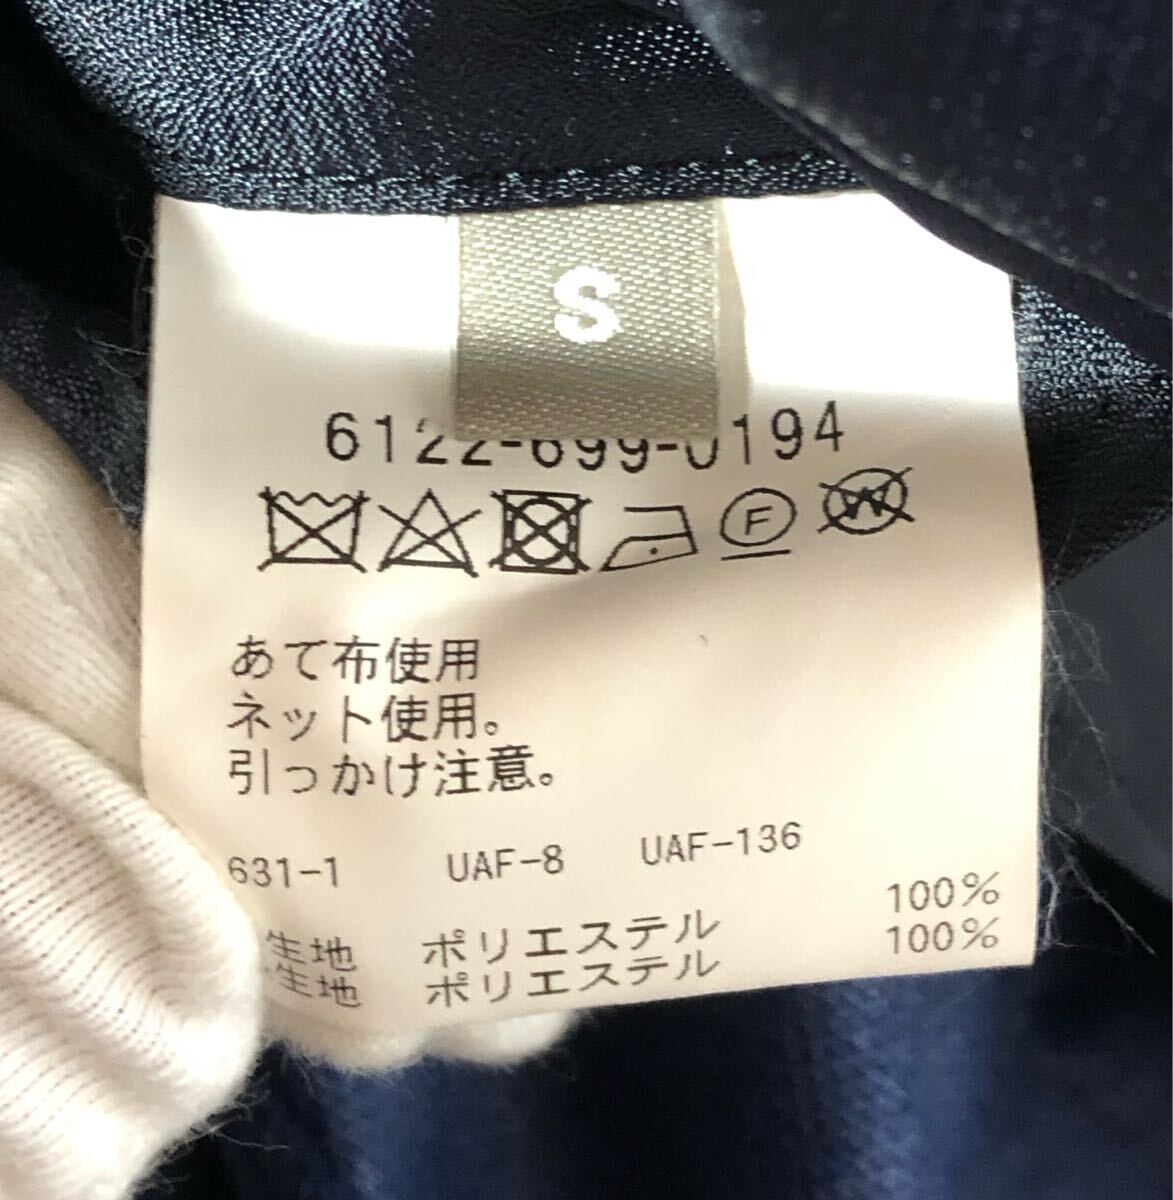 S
6122-699-0194
F
W
あて布使用
ネット使用。
引っかけ注意。
631-1 UAF-8 UAF-136
生地 ポリエステル 100%
生地 ポリエステル 100%